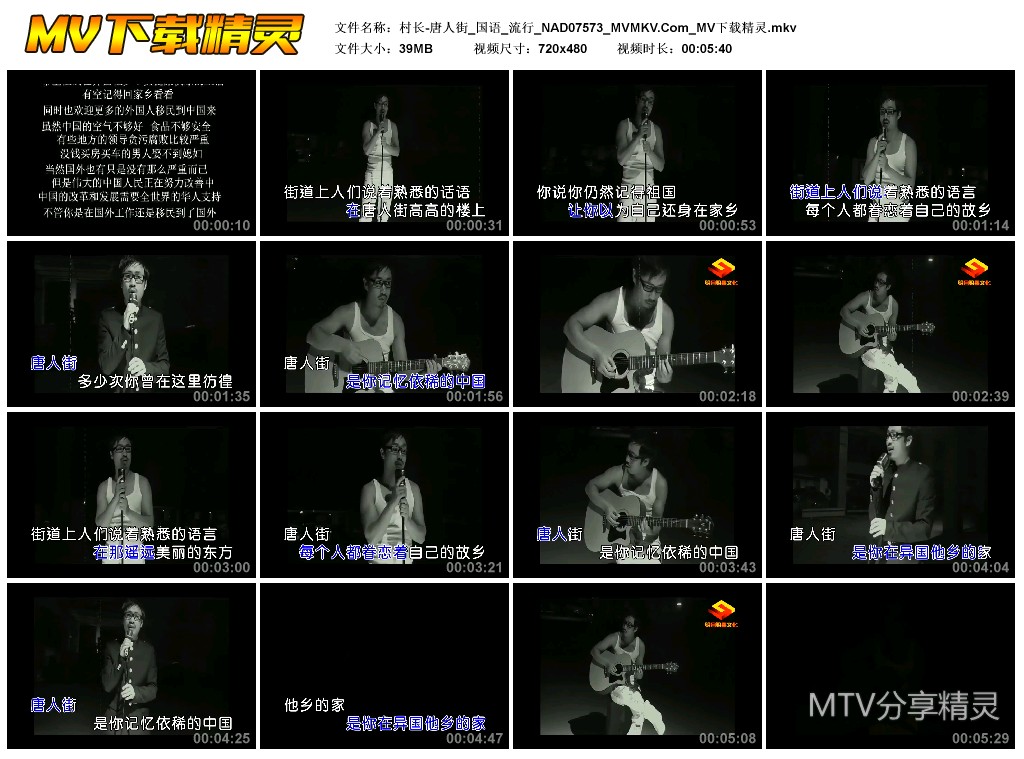 MV下载精灵
文件名称：村长-唐人街_国语_流行_NAD07573_MVMKV.Com_MV下载精灵.mkv
文件大小：39MB 视频尺寸：720x480 视频时长：00:05:40
有空记得回家乡看看
同时也欢迎更多的外国人移民到中国来
虽然中国的空气不够好 食品不够安全
有些地方的领导贪污腐败比较严重
没钱买房买车的男人娶不到媳妇
当然国外也有只是没有那么严重而已
但是伟大的中国人民正在努力改善中
中国的改革和发展需要全世界的华人支持
不管你是在国外工作还是移民到了国外
00:00:10
街道上人们说着熟悉的话语
在唐人街高高的楼上
00:00:31
你说你仍然记得祖国
让你以为自己还身在家乡
00:00:53
街道上人们说着熟悉的语言
每个人都眷恋着自己的故乡
00:01:14
唐人街
多少次你曾在这里彷徨
00:01:35
唐人街
是你记忆依稀的中国
00:01:56
00:02:18
00:02:39
街道上人们说着熟悉的语言
在那遥远美丽的东方
00:03:00
唐人街
每个人都眷恋着自己的故乡
00:03:21
唐人街
是你记忆依稀的中国
00:03:43
唐人街
是你在异国他乡的家
00:04:04
唐人街
是你记忆依稀的中国
00:04:25
他乡的家
是你在异国他乡的家
00:04:47
00:05:08
MTV分享精灵
00:05:29